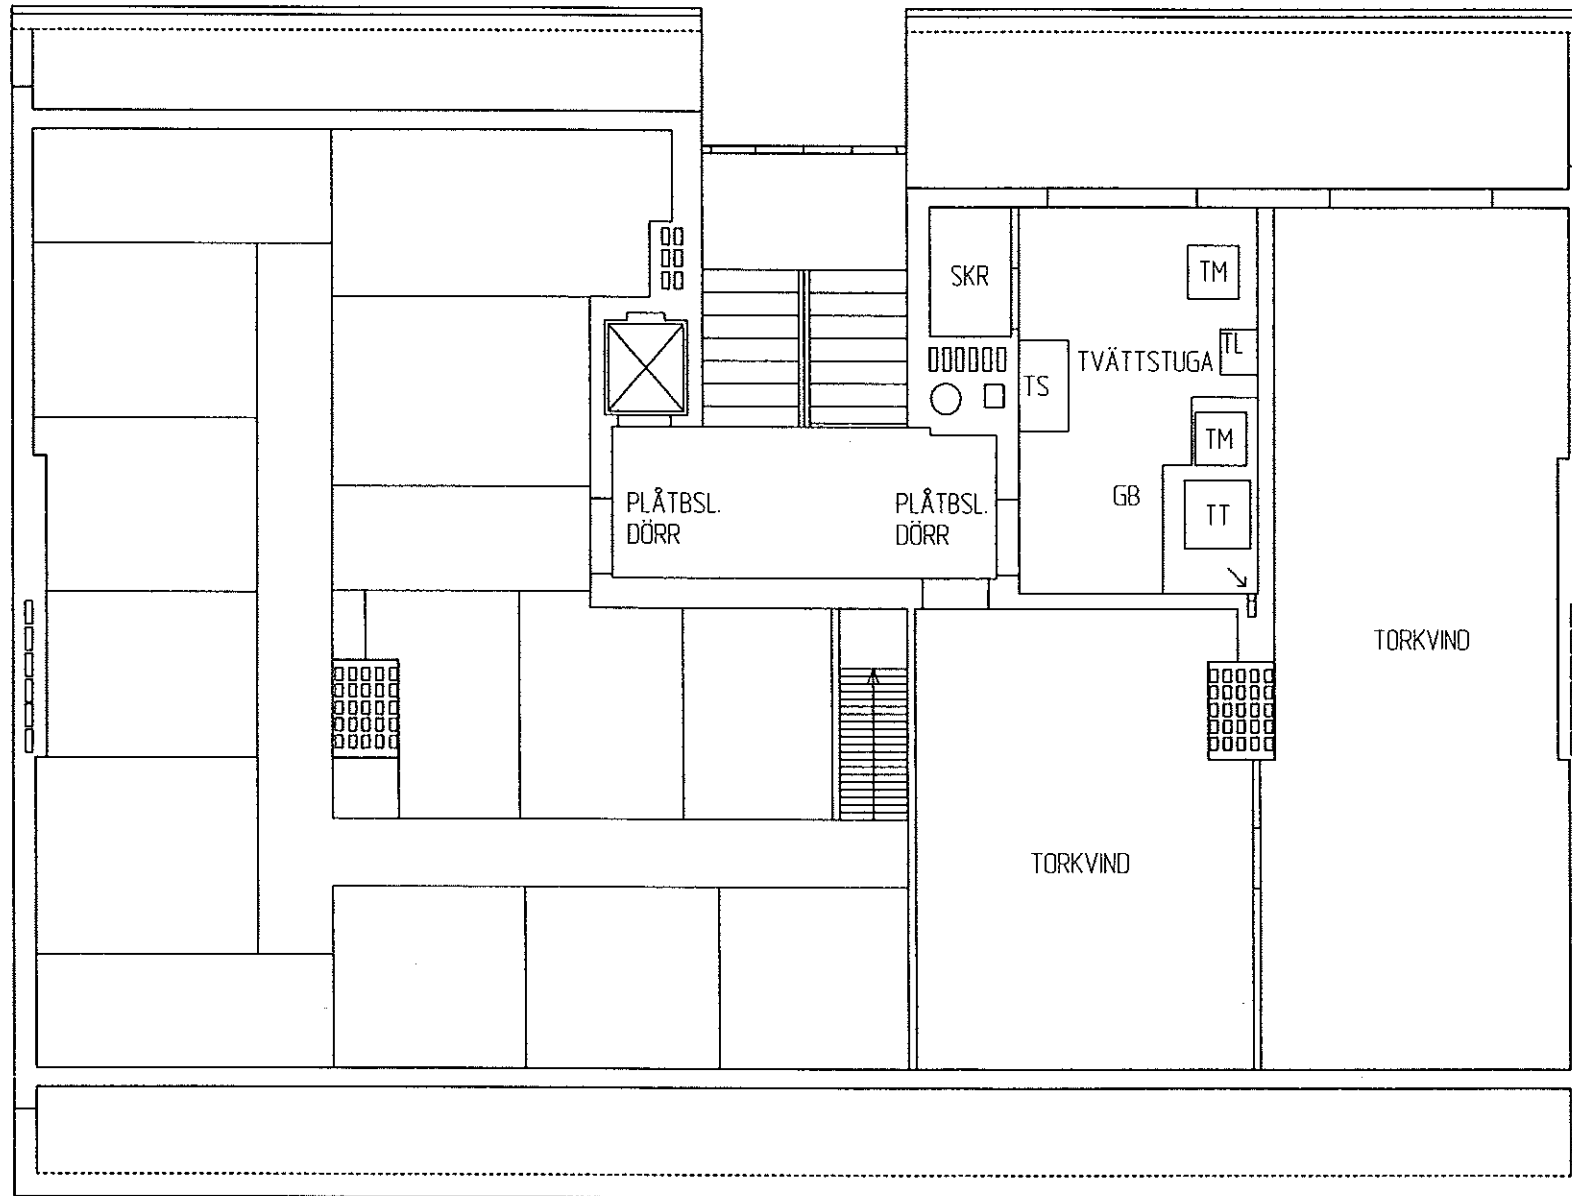 SKR
TM
TVÄTTSTUGA
TL
TS
TM
PLÅTBSL.
DÖRR
PLÅTBSL.
DÖRR
GB
TT
TORKVIND
TORKVIND